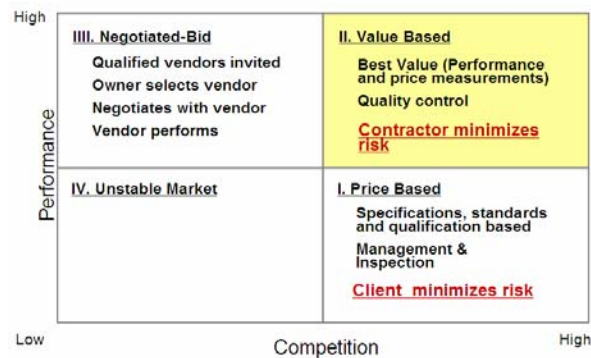 High
IIII. Negotiated-Bid
Qualified vendors invited
Owner selects vendor
Negotiates with vendor
Vendor performs
II. Value Based
Best Value (Performance
and price measurements)
Quality control
Contractor minimizes
risk
Performance
IV. Unstable Market
I. Price Based
Specifications, standards
and qualification based
Management &
Inspection
Client minimizes risk
Low
Competition
High